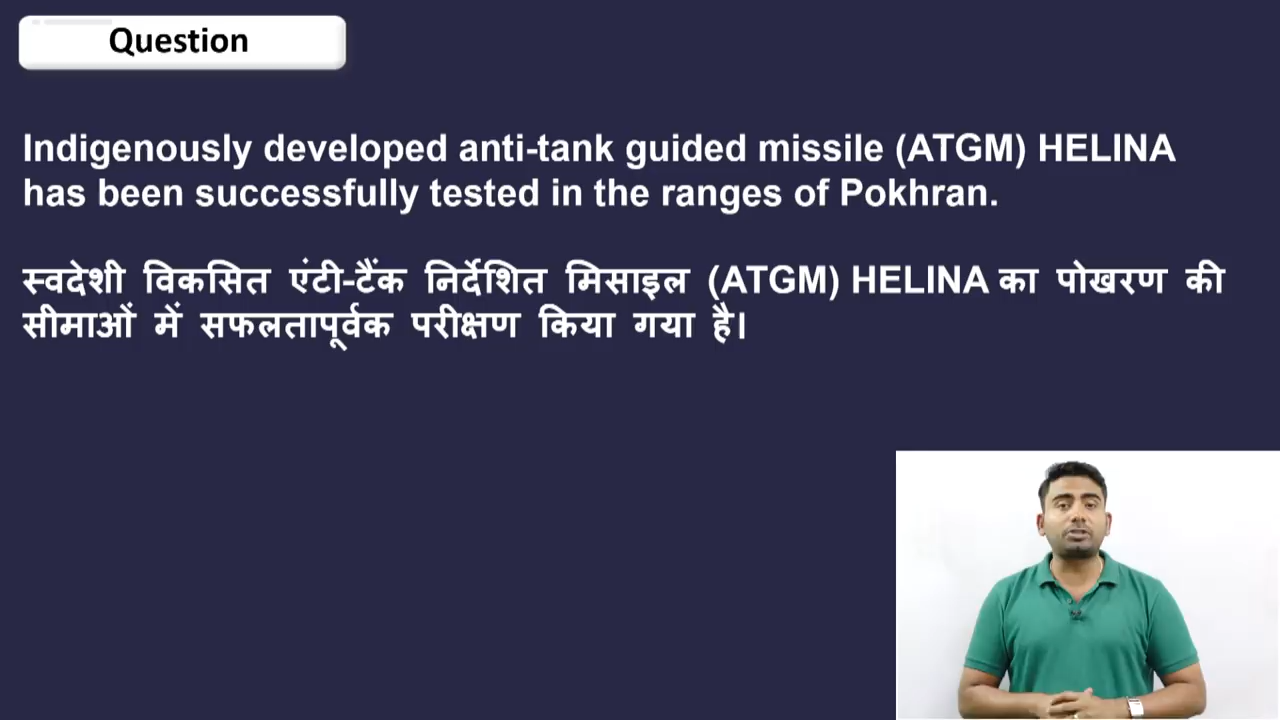 Question
Indigenously developed anti-tank guided missile (ATGM) HELINA
has been successfully tested in the ranges of Pokhran.
स्वदेशी विकसित एंटी-टैंक निर्देशित मिसाइल (ATGM) HELINA का पोखरण की
सीमाओं में सफलतापूर्वक परीक्षण किया गया है।